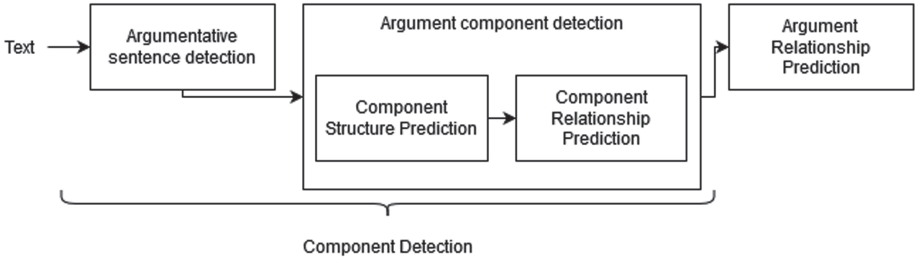 Text
Argumentative
sentence detection
Argument component detection
Component
Structure Prediction
Component
Relationship
Prediction
Argument
Relationship
Prediction
Component Detection